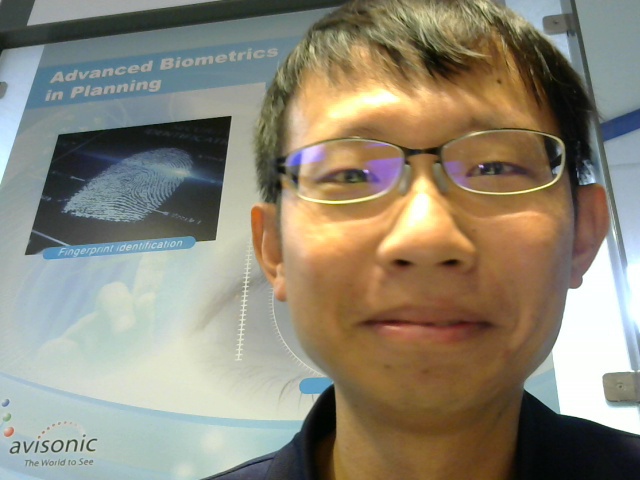 Advanced Biometrics
in Planning
Fingerprint identification
avisonic
The World to See